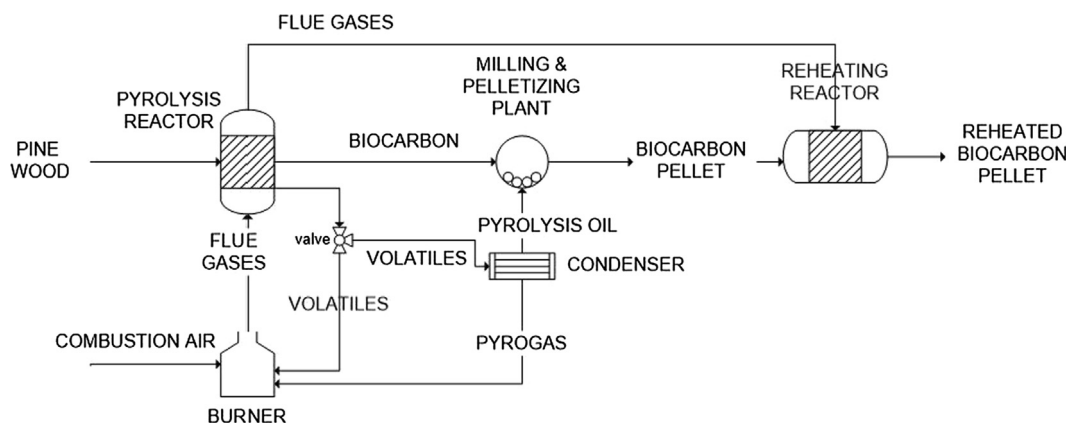 FLUE GASES
MILLING &
PELLETIZING
PLANT
REHEATING
REACTOR
PYROLYSIS
REACTOR
PINE
WOOD
BIOCARBON
BIOCARBON
PELLET
REHEATED
BIOCARBON
PELLET
PYROLYSIS OIL
FLUE
GASES
valve
VOLATILES
CONDENSER
VOLATILES
COMBUSTION AIR
PYROGAS
BURNER